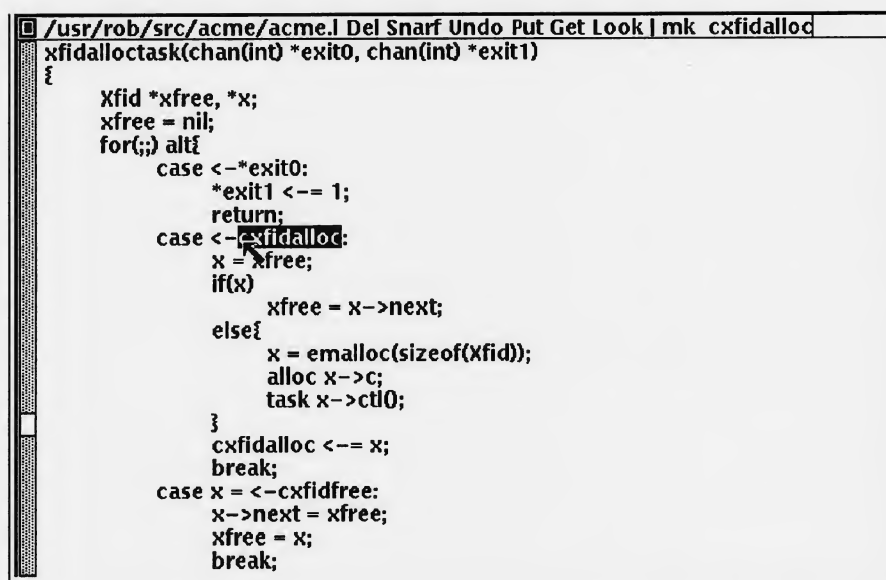 /usr/rob/src/acme/acme.l Del Snarf Undo Put Get Look | mk cxfidalloc
xfidalloctask(chan(int) *exit0, chan(int) *exit1)
{
Xfid *xfree, *x;
xfree = nil;
for(;;) alt{
case <-*exit0:
*exit1 <-= 1;
return;
case <-cxfidalloc:
x = xfree;
if(x)
xfree = x->next;
else{
x = emalloc(sizeof(Xfid));
alloc x->c;
task x->ctl();
}
cxfidalloc <-= x;
break;
case x = <-cxfidfree:
x->next = xfree;
xfree = x;
break;